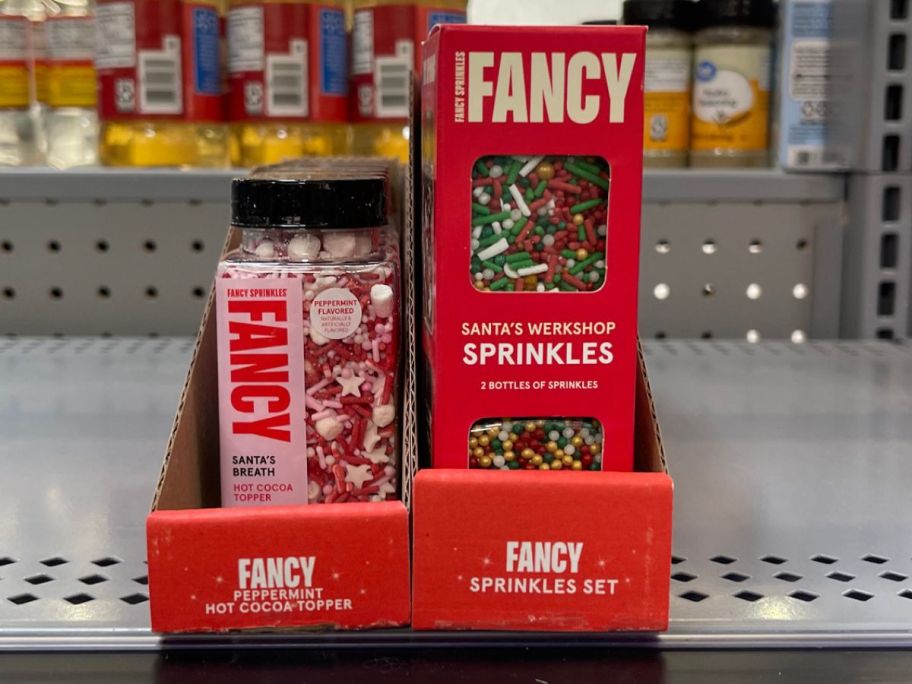 FANCY SPRINKLES
FANCY
SANTA'S
BREATH
HOT COCOA
TOPPER
PEPPERMINT
FLAVORED
NATURALLY &
ARTIFICIALLY
FLAVORED
FANCY
PEPPERMINT
HOT COCOA TOPPER
FANCY SPRINKLES
FANCY
SANTA'S WERKSHOP
SPRINKLES
2 BOTTLES OF SPRINKLES
FANCY
SPRINKLES SET